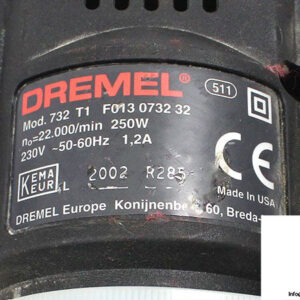 DREMEL®
511
Mod. 732 T1 F013 0732 32
n₀=22.000/min 250W
230V ~50-60Hz 1,2A
CE
KEMA
KEUR
2002 R285
Made in USA
DREMEL Europe Konijnenbe 60, Breda-